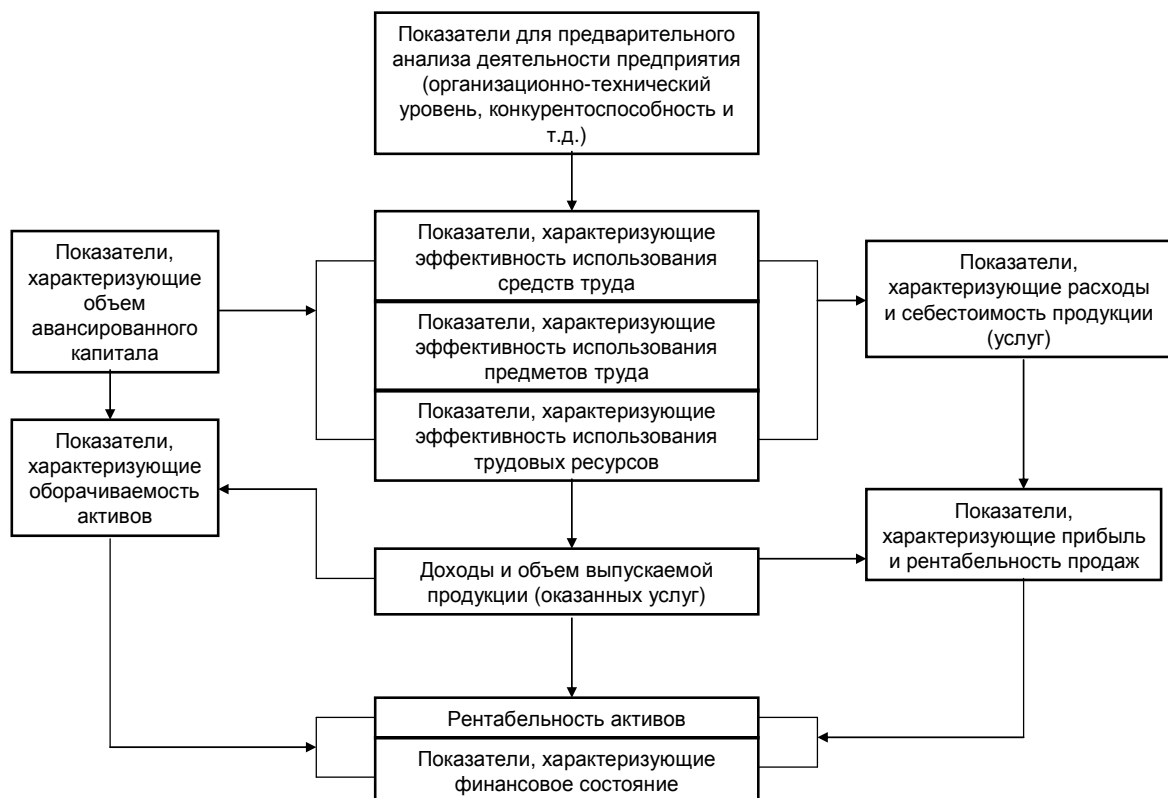 Показатели для предварительного
анализа деятельности предприятия
(организационно-технический
уровень, конкурентоспособность и
т.д.)
Показатели,
характеризующие
объем
авансированного
капитала
Показатели, характеризующие
эффективность использования
средств труда
Показатели, характеризующие
эффективность использования
предметов труда
Показатели, характеризующие
эффективность использования
трудовых ресурсов
Показатели,
характеризующие расходы
и себестоимость продукции
(услуг)
Показатели,
характеризующие
оборачиваемость
активов
Доходы и объем выпускаемой
продукции (оказанных услуг)
Показатели,
характеризующие прибыль
и рентабельность продаж
Рентабельность активов
Показатели, характеризующие
финансовое состояние